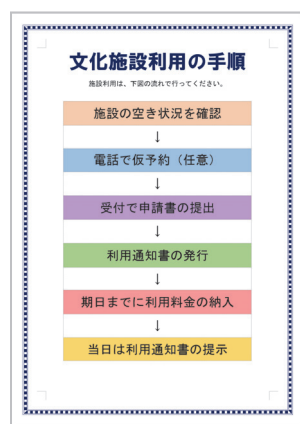 文化施設利用の手順
施設利用は、下図の流れで行ってください。
施設の空き状況を確認
↓
電話で仮予約（任意）
↓
受付で申請書の提出
↓
利用通知書の発行
↓
期日までに利用料金の納入
↓
当日は利用通知書の提示